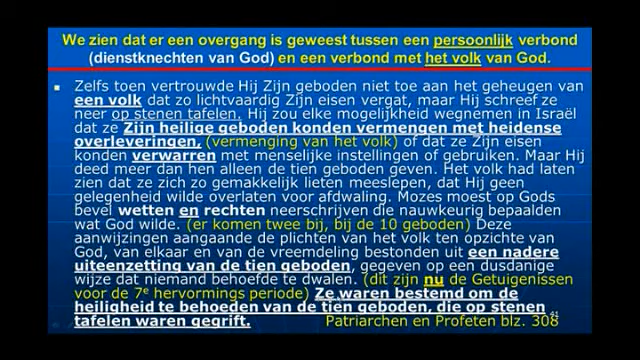 We zien dat er een overgang is geweest tussen een persoonlijk verbond
(dienstknechten van God) en een verbond met het volk van God.
Zelfs toen vertrouwde Hij Zijn geboden niet toe aan het geheugen van
een volk dat zo lichtvaardig Zijn eisen vergat, maar Hij schreef ze
neer op stenen tafelen. Hij zou elke mogelijkheid wegnemen in Israël
dat ze Zijn heilige geboden konden vermengen met heidense
overleveringen, (vermenging van het volk) of dat ze Zijn eisen
konden verwarren met menselijke instellingen of gebruiken. Maar Hij
deed meer dan hen alleen de tien geboden geven. Het volk had laten
zien dat ze zich zo gemakkelijk lieten meeslepen, dat Hij geen
gelegenheid wilde overlaten voor afdwaling. Mozes moest op Gods
bevel wetten en rechten neerschrijven die nauwkeurig bepaalden
wat God wilde. (er komen twee bij, bij de 10 geboden) Deze
aanwijzingen aangaande de plichten van het volk ten opzichte van
God, van elkaar en van de vreemdeling bestonden uit een nadere
uiteenzetting van de tien geboden, gegeven op een dusdanige
wijze dat niemand behoefde te dwalen. (dit zijn nu de Getuigenissen
voor de 7e hervormings periode) Ze waren bestemd om de
heiligheid te behoeden van de tien geboden, die op stenen
tafelen waren gegrift. Patriarchen en Profeten blz. 308